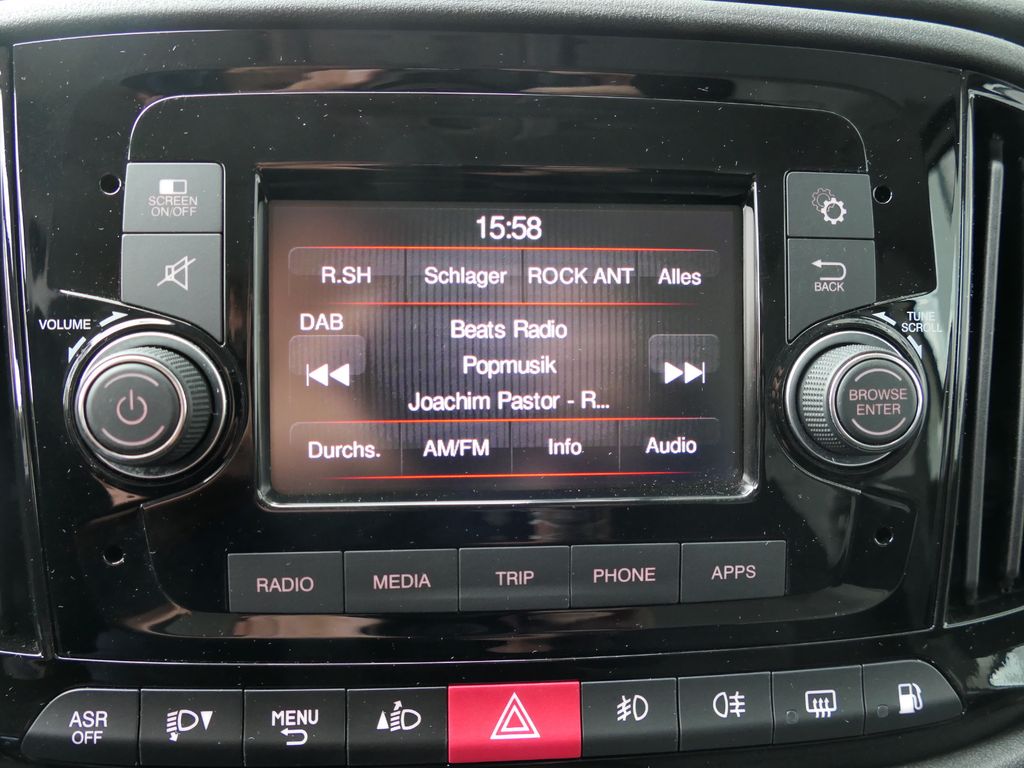 SCREEN
ON/OFF
15:58
R.SH Schlager ROCK ANT Alles
BACK
VOLUME
TUNE
SCROLL
DAB
Beats Radio
Popmusik
Joachim Pastor - R...
BROWSE
ENTER
Durchs. AM/FM Info Audio
RADIO MEDIA TRIP PHONE APPS
ASR
OFF
MENU